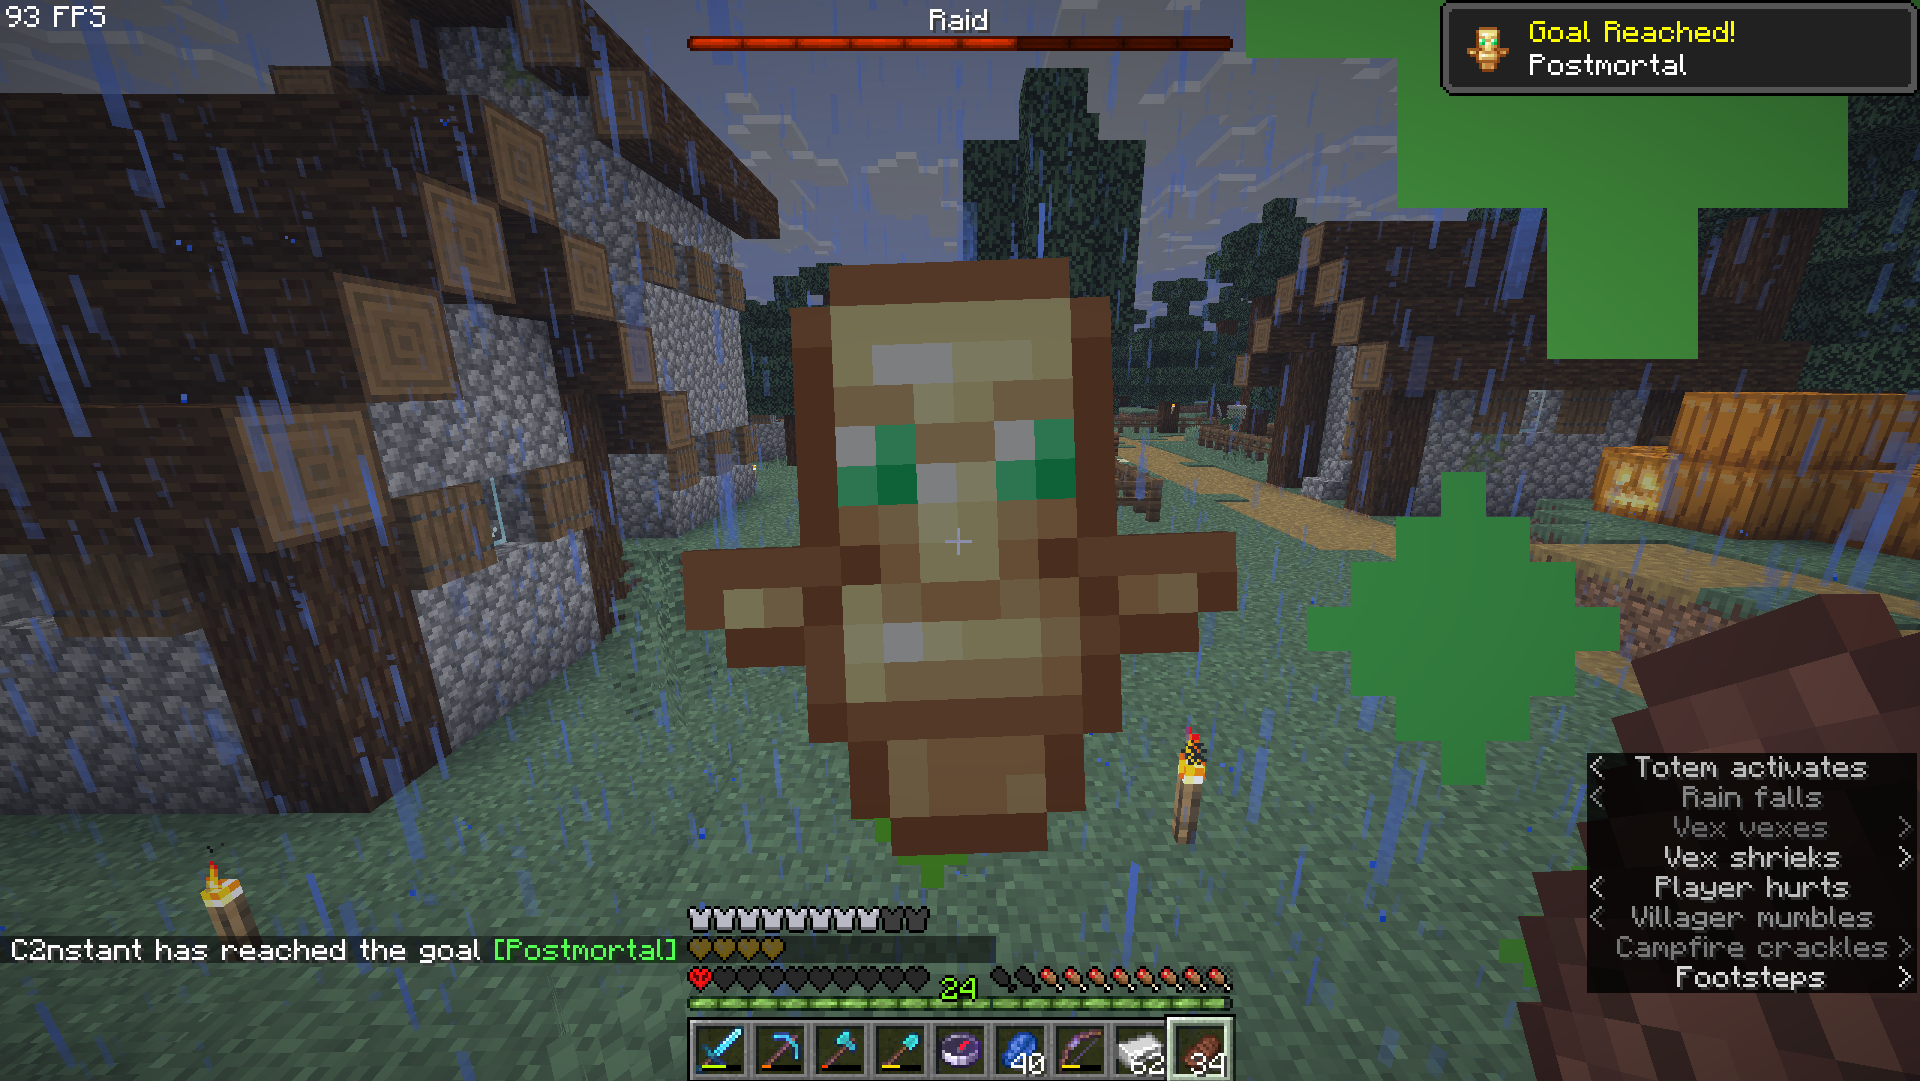 93 FPS
Raid
Goal Reached!
Postmortal
< Totem activates
< Rain falls
Vex vexes >
Vex shrieks >
< Player hurts
< Villager mumbles
Campfire crackles >
Footsteps >
C2nstant has reached the goal [Postmortal]
24
40
62
34